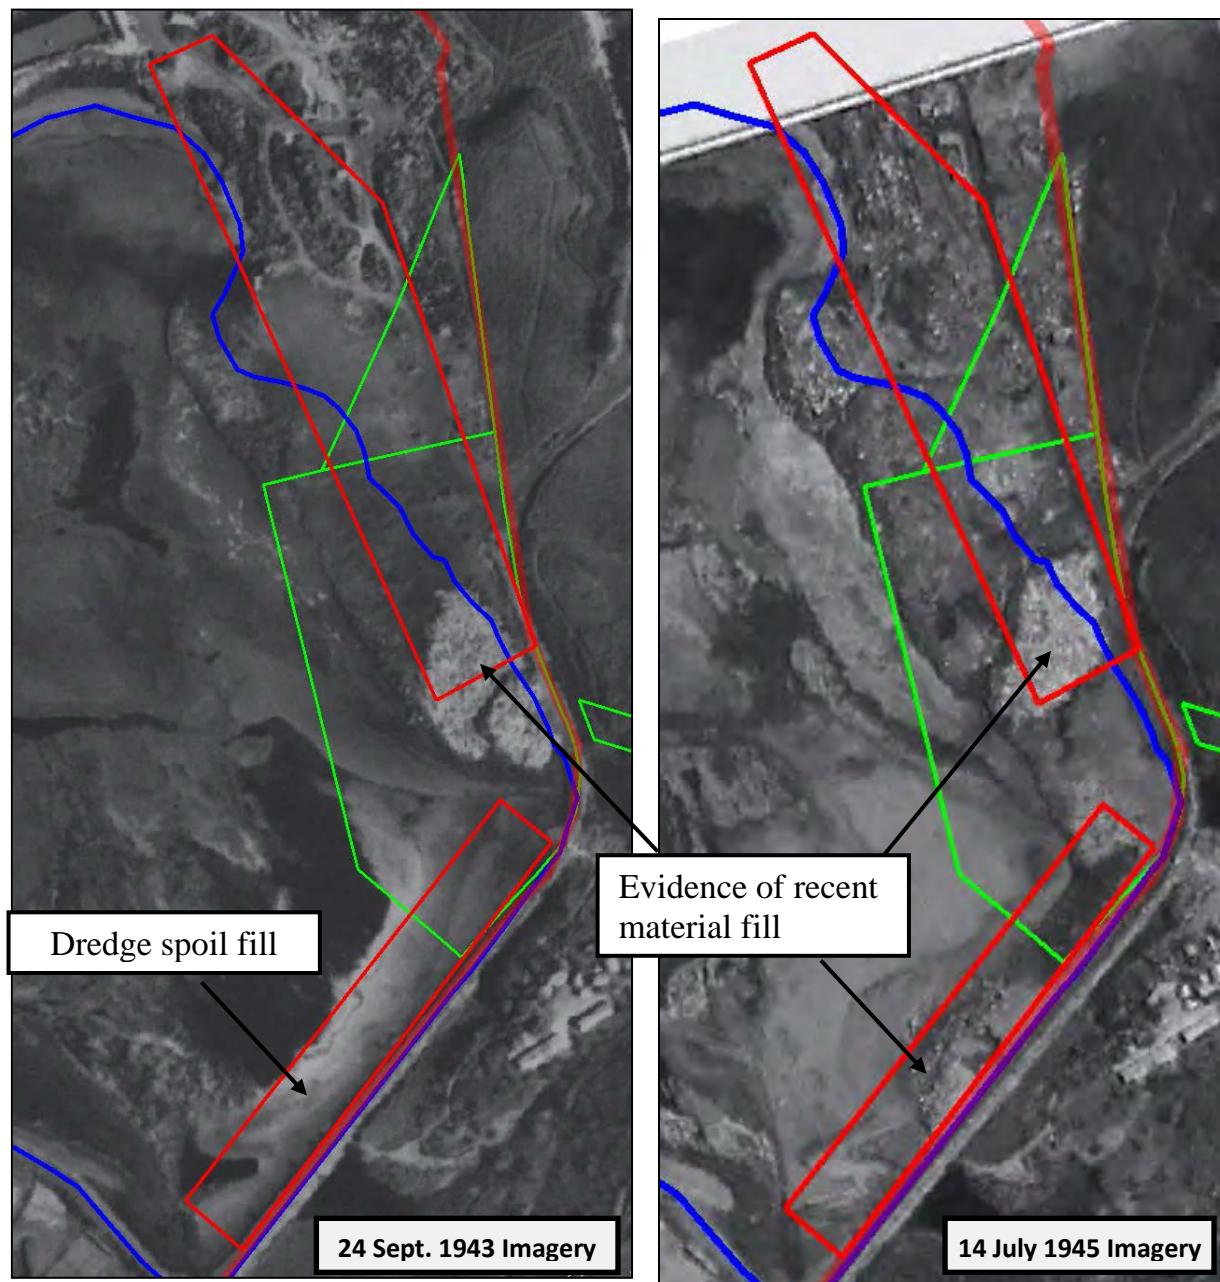 Evidence of recent
material fill
Dredge spoil fill
24 Sept. 1943 Imagery
14 July 1945 Imagery